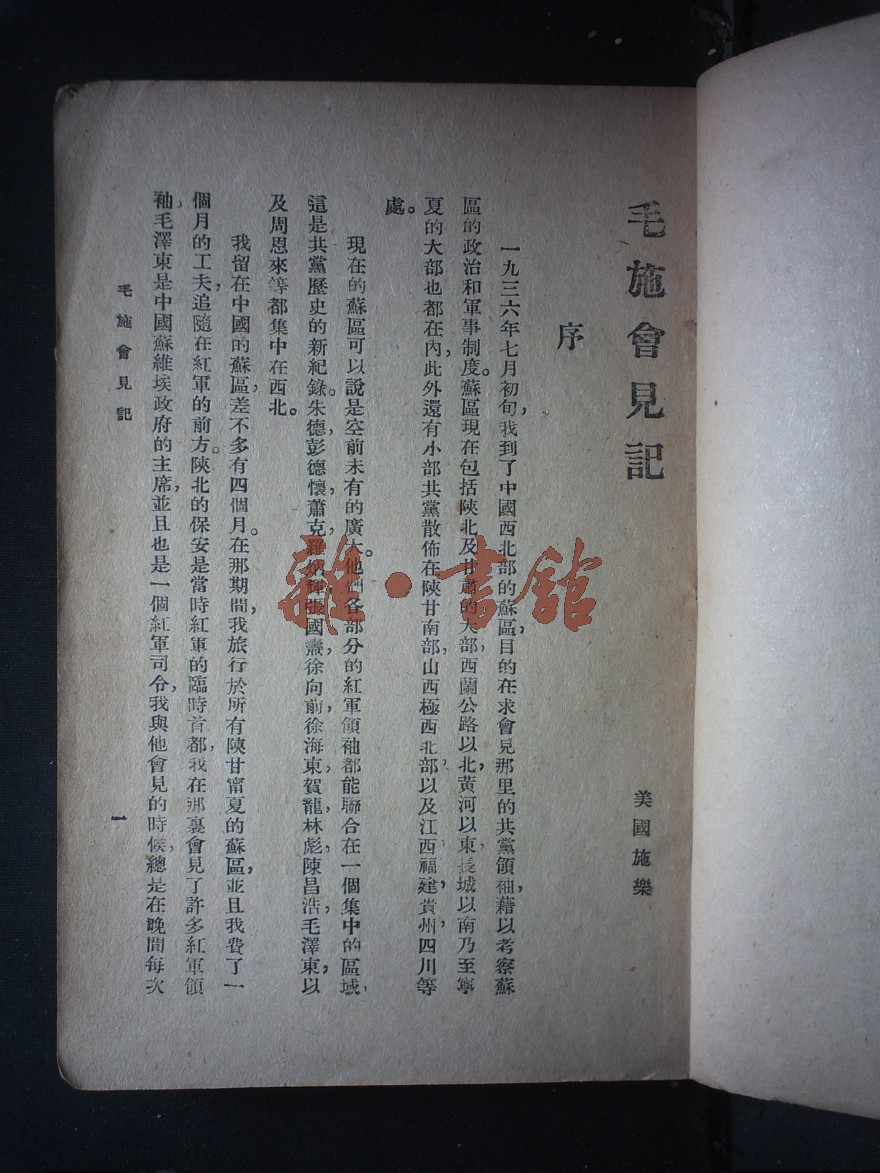 毛施會見記
美國施樂
序
一九三六年七月初旬，我到了中國西北部的蘇區，目的在求會見那里的共黨領袖，藉以考察蘇
區的政治和軍事制度。蘇區現在包括陝北及甘肅的大部，西蘭公路以北，黃河以東，長城以南乃至寧
夏的大部也都在內，此外還有小部共黨散佈在陝甘南部，山西極西北部以及江西，福建，貴州，四川等
處。
現在的蘇區可以說是空前未有的廣大。他們各部分的紅軍領袖都能聯合在一個集中的區域，
這是共黨歷史的新紀錄。朱德，彭德懷，蕭克，羅炳輝，張國燾，徐向前，徐海東，賀龍，林彪，陳昌浩，毛澤東，以
及周恩來等都集中在西北。
我留在中國的蘇區，差不多有四個月。在那期間，我旅行於所有陝甘甯夏的蘇區，並且我費了一
個月的工夫，追隨在紅軍的前方。陝北的保安是當時紅軍的臨時首都，我在那裏會見了許多紅軍領
袖，毛澤東是中國蘇維埃政府的主席，並且也是一個紅軍司令，我與他會見的時候，總是在晚間每次
毛施會見記
一
雜·書館